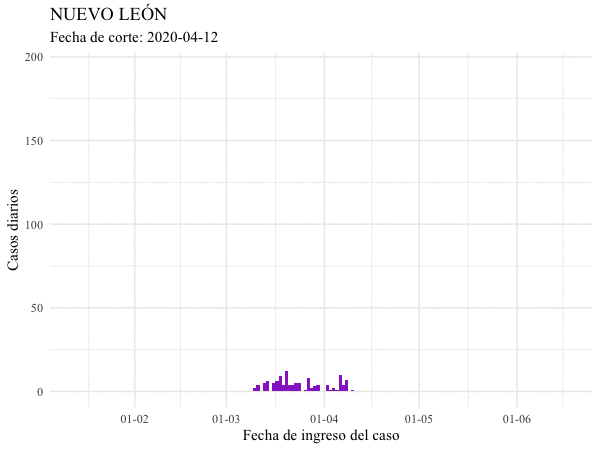 NUEVO LEÓN
Fecha de corte: 2020-04-12
Casos diarios
200
150
100
50
0
01-02 01-03 01-04 01-05 01-06
Fecha de ingreso del caso